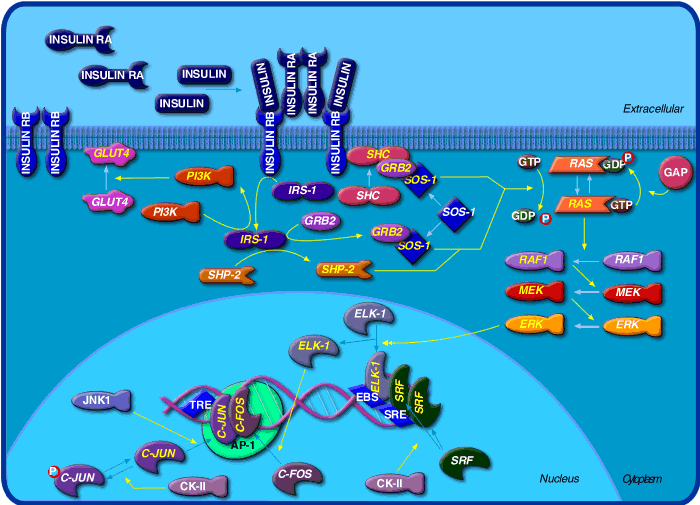 INSULIN RA
INSULIN RA
INSULIN
INSULIN
INSULIN
INSULIN RA
INSULIN RA
INSULIN
Extracellular
INSULIN RB
INSULIN RB
INSULIN RB
INSULIN RB
GLUT4
GLUT4
PI3K
PI3K
IRS-1
IRS-1
GRB2
SHC
GRB2
SOS-1
SHC
SOS-1
GRB2
SOS-1
SHP-2
SHP-2
GTP
GDP
P
RAS
GDP
P
RAS
GTP
GAP
RAF1
RAF1
MEK
MEK
ERK
ERK
ELK-1
ELK-1
ELK-1
SRF
SRF
EBS
SRE
TRE
C-JUN
C-FOS
AP-1
JNK1
C-JUN
P
C-JUN
CK-II
C-FOS
CK-II
SRF
Nucleus
Cytoplasm